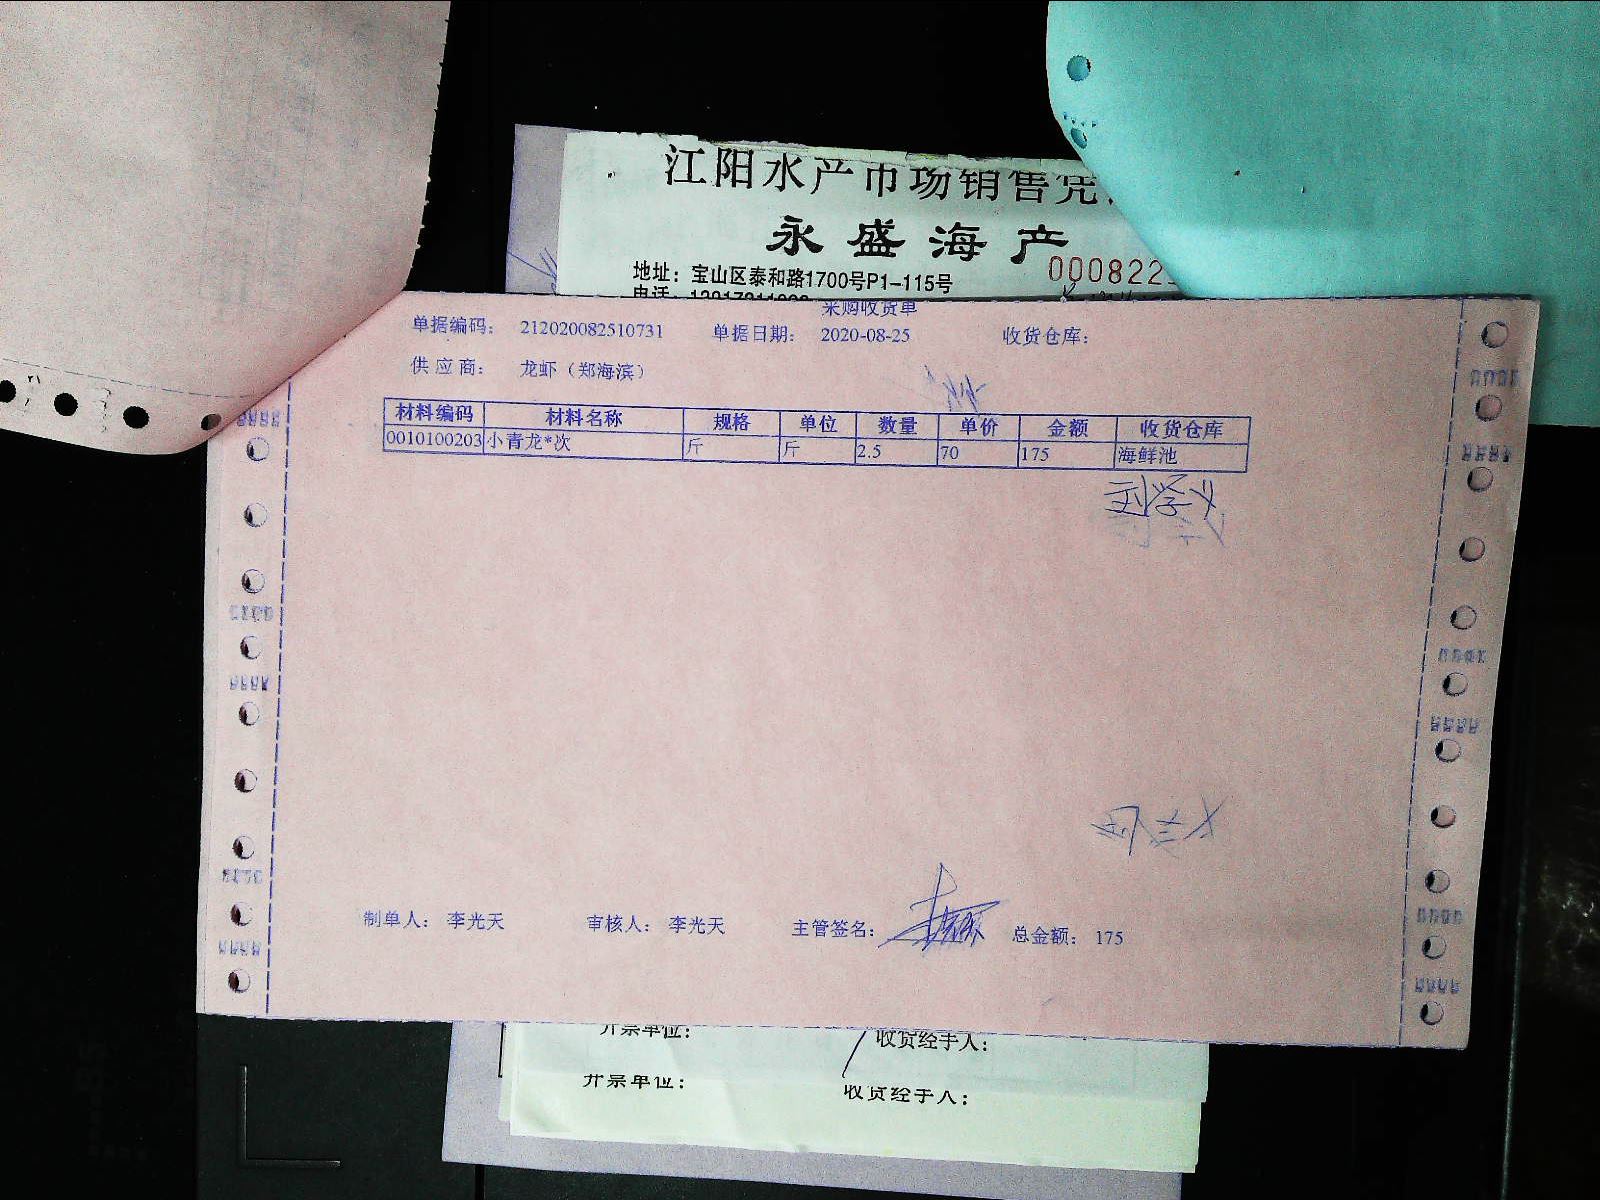 江阳水产市场销售凭
永盛海产
地址：宝山区泰和路1700号P1-115号
000822
采购收货单
单据编码： 212020082510731 单据日期： 2020-08-25 收货仓库：
供应商： 龙虾（郑海滨）
材料编码 材料名称 规格 单位 数量 单价 金额 收货仓库
0010100203 小青龙*次 斤 斤 2.5 70 175 海鲜池
制单人： 李光天 审核人： 李光天 主管签名： 总金额： 175
开票单位： 收货经手人：
开票单位： 收货经手人：